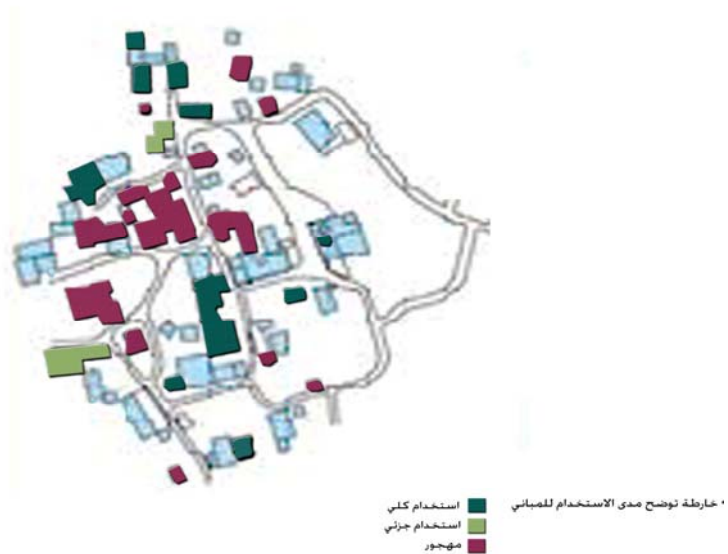 • خارطة توضح مدى الاستخدام للمباني
استخدام كلي
استخدام جزئي
مهجور